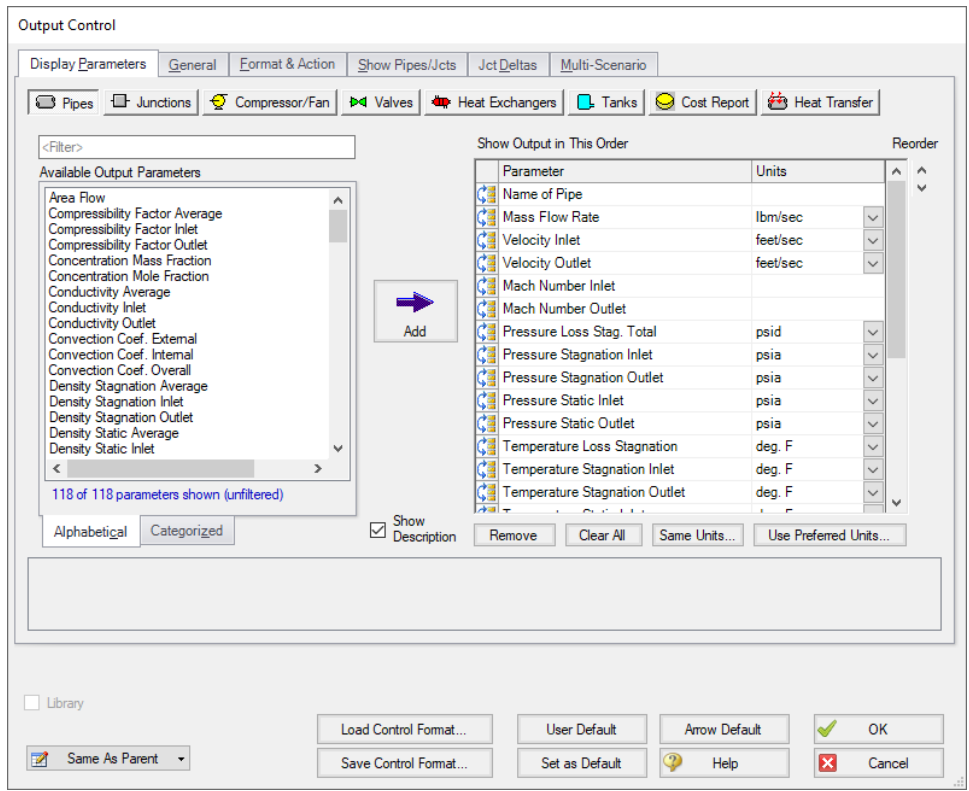 Output Control
Display Parameters General Format & Action Show Pipes/Jcts Jct Deltas Multi-Scenario
Pipes Junctions Compressor/Fan Valves Heat Exchangers Tanks Cost Report Heat Transfer
<Filter>
Available Output Parameters
Area Flow
Compressibility Factor Average
Compressibility Factor Inlet
Compressibility Factor Outlet
Concentration Mass Fraction
Concentration Mole Fraction
Conductivity Average
Conductivity Inlet
Conductivity Outlet
Convection Coef. External
Convection Coef. Internal
Convection Coef. Overall
Density Stagnation Average
Density Stagnation Inlet
Density Stagnation Outlet
Density Static Average
Density Static Inlet
118 of 118 parameters shown (unfiltered)
Alphabetical Categorized
Add
Show
Description
Show Output in This Order Reorder
Parameter Units
Name of Pipe
Mass Flow Rate lbm/sec
Velocity Inlet feet/sec
Velocity Outlet feet/sec
Mach Number Inlet
Mach Number Outlet
Pressure Loss Stag. Total psid
Pressure Stagnation Inlet psia
Pressure Stagnation Outlet psia
Pressure Static Inlet psia
Pressure Static Outlet psia
Temperature Loss Stagnation deg. F
Temperature Stagnation Inlet deg. F
Temperature Stagnation Outlet deg. F
Remove Clear All Same Units... Use Preferred Units...
Library
Load Control Format... User Default Arrow Default OK
Same As Parent Save Control Format... Set as Default Help Cancel